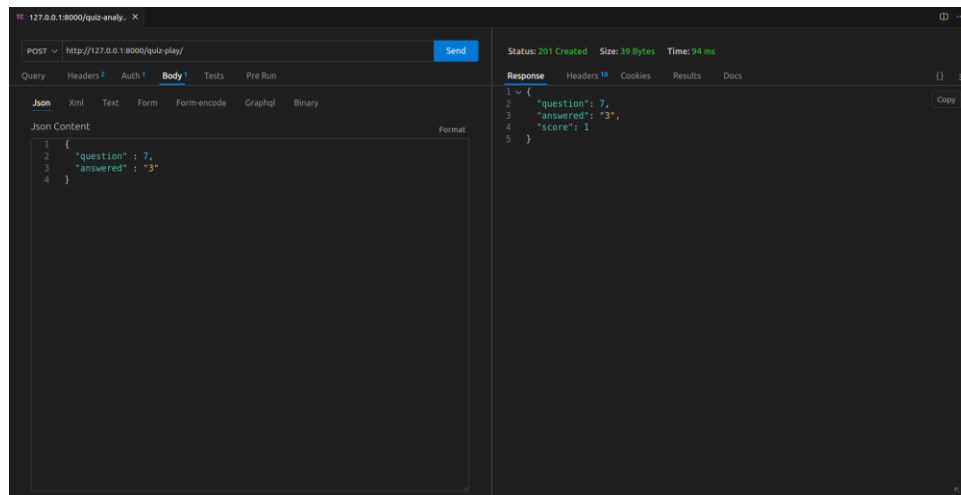 TC 127.0.0.1:8000/quiz-analy..
POST http://127.0.0.1:8000/quiz-play/ Send
Query Headers 2 Auth 1 Body 1 Tests Pre Run
Json Xml Text Form Form-encode Graphql Binary
Json Content Format
1 {
2 "question" : 7,
3 "answered" : "3"
4 }
Status: 201 Created Size: 39 Bytes Time: 94 ms
Response Headers 10 Cookies Results Docs {}
1 {
2 "question": 7,
3 "answered": "3",
4 "score": 1
5 }
Copy